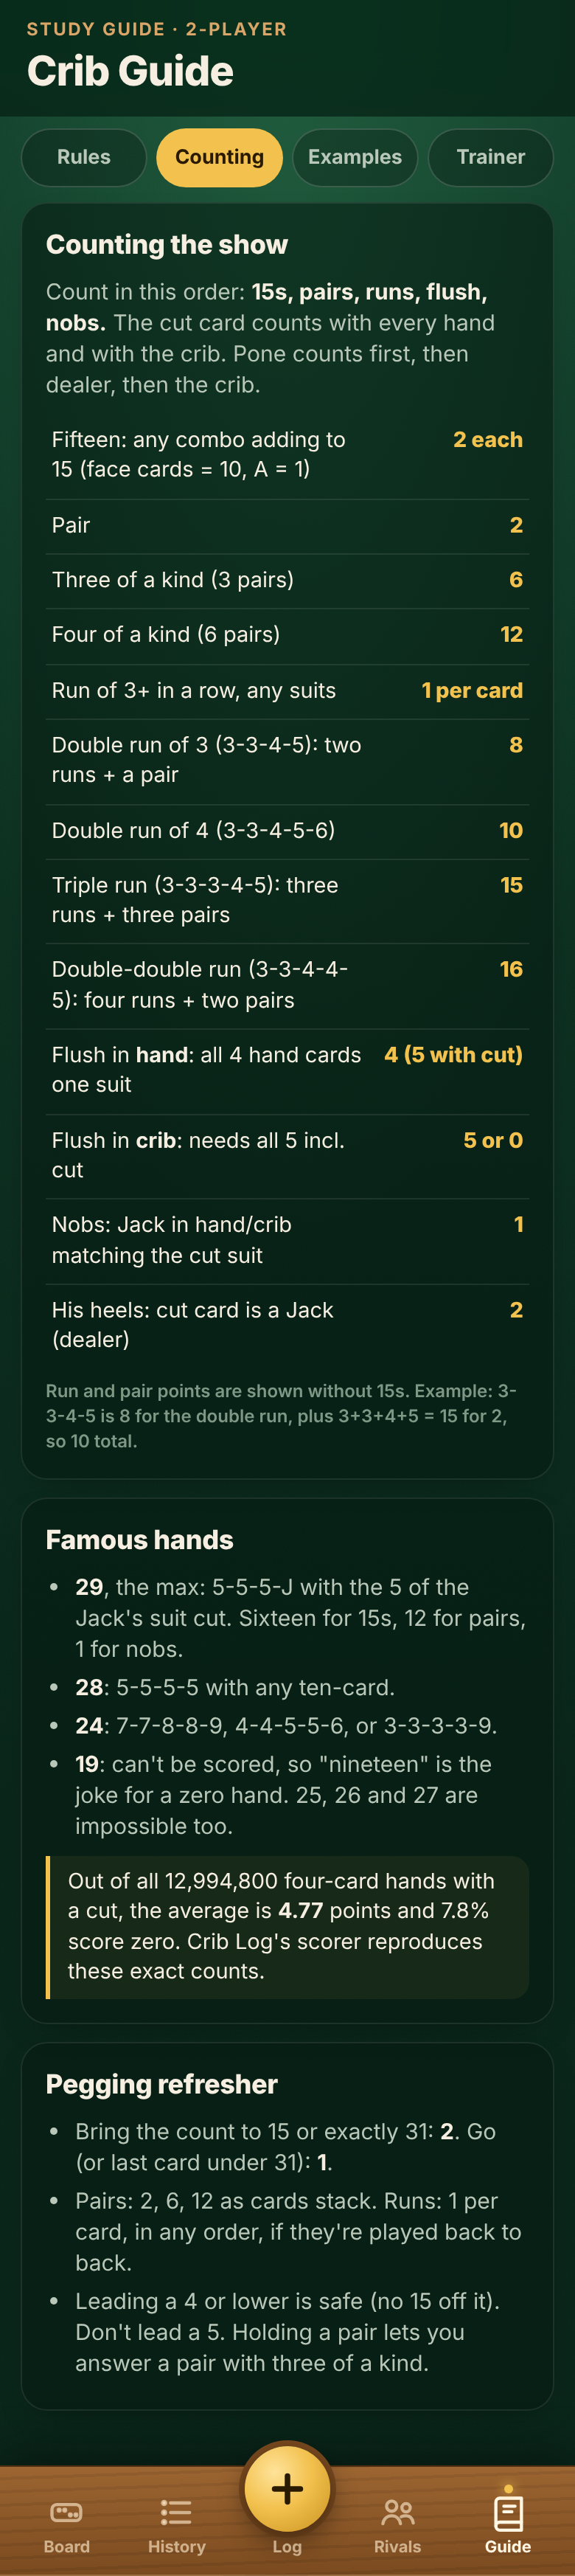 STUDY GUIDE · 2-PLAYER
Crib Guide
Rules
Counting
Examples
Trainer
Counting the show
Count in this order: 15s, pairs, runs, flush,
nobs. The cut card counts with every hand
and with the crib. Pone counts first, then
dealer, then the crib.
Fifteen: any combo adding to 2 each
15 (face cards = 10, A = 1)
Pair 2
Three of a kind (3 pairs) 6
Four of a kind (6 pairs) 12
Run of 3+ in a row, any suits 1 per card
Double run of 3 (3-3-4-5): two 8
runs + a pair
Double run of 4 (3-3-4-5-6) 10
Triple run (3-3-3-4-5): three 15
runs + three pairs
Double-double run (3-3-4-4- 16
5): four runs + two pairs
Flush in hand: all 4 hand cards 4 (5 with cut)
one suit
Flush in crib: needs all 5 incl. 5 or 0
cut
Nobs: Jack in hand/crib 1
matching the cut suit
His heels: cut card is a Jack 2
(dealer)
Run and pair points are shown without 15s. Example: 3-
3-4-5 is 8 for the double run, plus 3+3+4+5 = 15 for 2,
so 10 total.
Famous hands
• 29, the max: 5-5-5-J with the 5 of the
Jack's suit cut. Sixteen for 15s, 12 for pairs,
1 for nobs.
• 28: 5-5-5-5 with any ten-card.
• 24: 7-7-8-8-9, 4-4-5-5-6, or 3-3-3-3-9.
• 19: can't be scored, so "nineteen" is the
joke for a zero hand. 25, 26 and 27 are
impossible too.
Out of all 12,994,800 four-card hands with
a cut, the average is 4.77 points and 7.8%
score zero. Crib Log's scorer reproduces
these exact counts.
Pegging refresher
• Bring the count to 15 or exactly 31: 2. Go
(or last card under 31): 1.
• Pairs: 2, 6, 12 as cards stack. Runs: 1 per
card, in any order, if they're played back to
back.
• Leading a 4 or lower is safe (no 15 off it).
Don't lead a 5. Holding a pair lets you
answer a pair with three of a kind.
Board
History
Log
Rivals
Guide